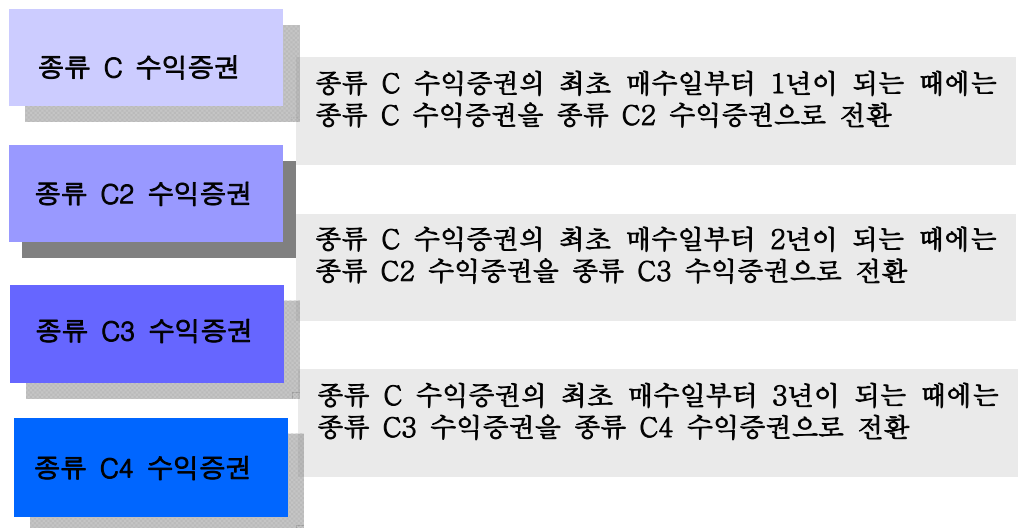 종류 C 수익증권
종류 C 수익증권의 최초 매수일부터 1년이 되는 때에는
종류 C 수익증권을 종류 C2 수익증권으로 전환
종류 C2 수익증권
종류 C 수익증권의 최초 매수일부터 2년이 되는 때에는
종류 C2 수익증권을 종류 C3 수익증권으로 전환
종류 C3 수익증권
종류 C 수익증권의 최초 매수일부터 3년이 되는 때에는
종류 C3 수익증권을 종류 C4 수익증권으로 전환
종류 C4 수익증권